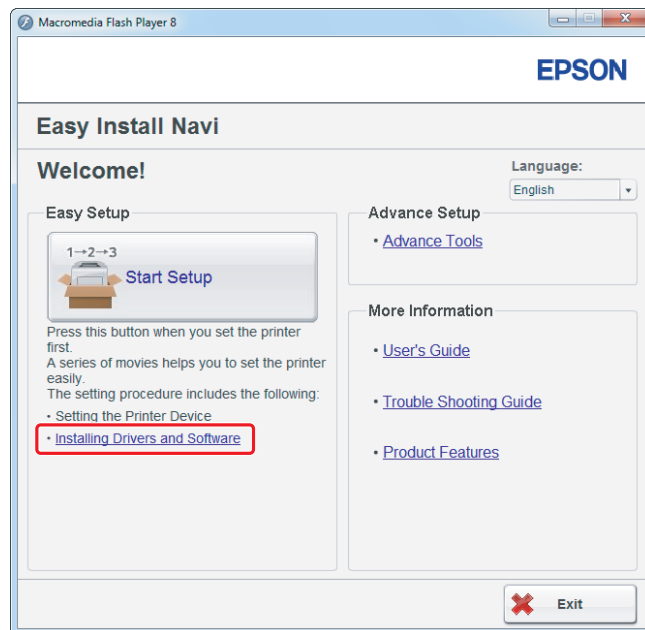 Macromedia Flash Player 8
EPSON
Easy Install Navi
Welcome!
Language:
English
Easy Setup
1→2→3
Start Setup
Press this button when you set the printer
first.
A series of movies helps you to set the printer
easily.
The setting procedure includes the following:
• Setting the Printer Device
• Installing Drivers and Software
Advance Setup
• Advance Tools
More Information
• User's Guide
• Trouble Shooting Guide
• Product Features
Exit